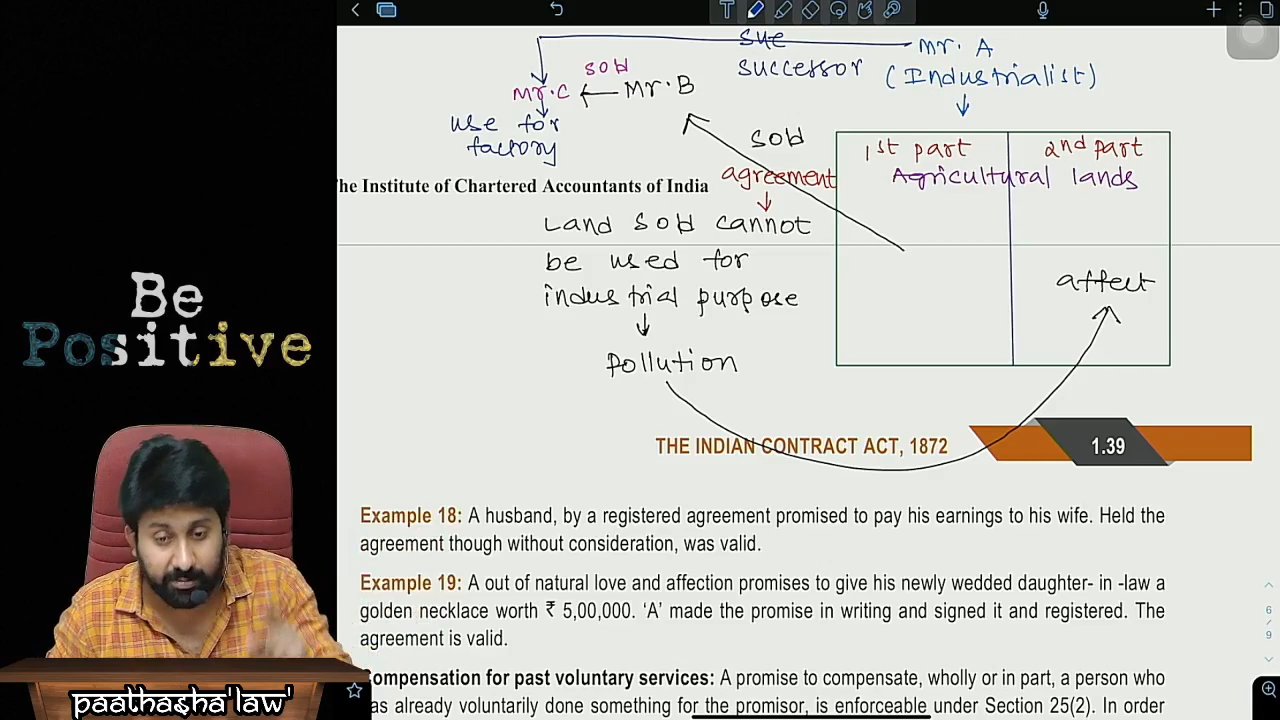 sue
successor
Mr. A
(Industrialist)
sold
Mr. C
Mr. B
use for
factory
sold
agreement
1st part
2nd part
Agricultural lands
The Institute of Chartered Accountants of India
Land sold cannot
be used for
industrial purpose
Pollution
affect
Be
Positive
THE INDIAN CONTRACT ACT, 1872
1.39
Example 18: A husband, by a registered agreement promised to pay his earnings to his wife. Held the
agreement though without consideration, was valid.
Example 19: A out of natural love and affection promises to give his newly wedded daughter- in -law a
golden necklace worth ₹ 5,00,000. 'A' made the promise in writing and signed it and registered. The
agreement is valid.
Compensation for past voluntary services: A promise to compensate, wholly or in part, a person who
has already voluntarily done something for the promisor, is enforceable under Section 25(2). In order
paathasha'law'
6
/
9